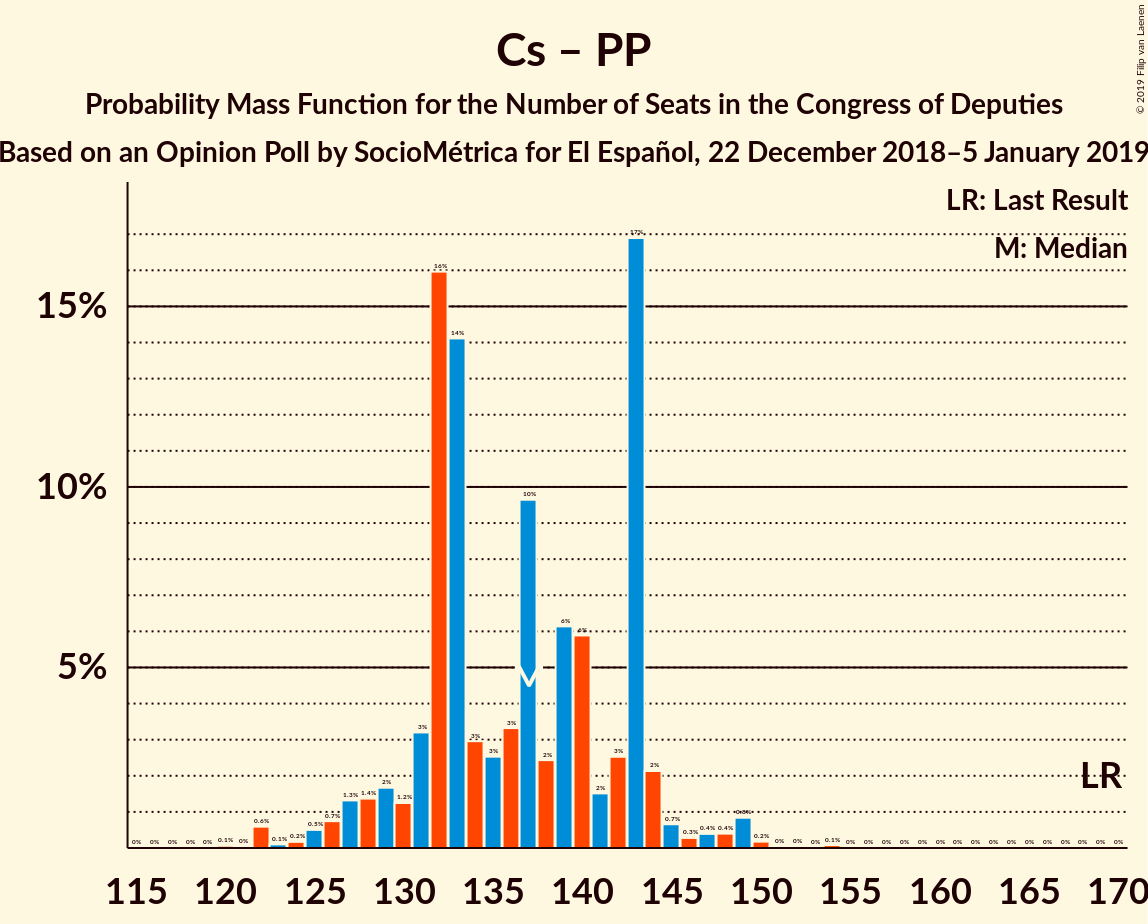 Cs – PP
Probability Mass Function for the Number of Seats in the Congress of Deputies
Based on an Opinion Poll by SocioMétrica for El Español, 22 December 2018–5 January 2019
© 2019 Filip van Laenen
LR: Last Result
M: Median
15%
10%
5%
0% 0% 0% 0% 0% 0.1% 0% 0.6% 0.1% 0.2% 0.5% 0.7% 1.3% 1.4% 2% 1.2% 3% 16% 14% 3% 3% 3% 10% 2% 6% 6% 2% 3% 17% 2% 0.7% 0.3% 0.4% 0.4% 0.8% 0.2% 0% 0% 0% 0.1% 0% 0% 0% 0% 0% 0% 0% 0% 0% 0% 0% 0% 0% 0% 0% 0%
LR
115 120 125 130 135 140 145 150 155 160 165 170